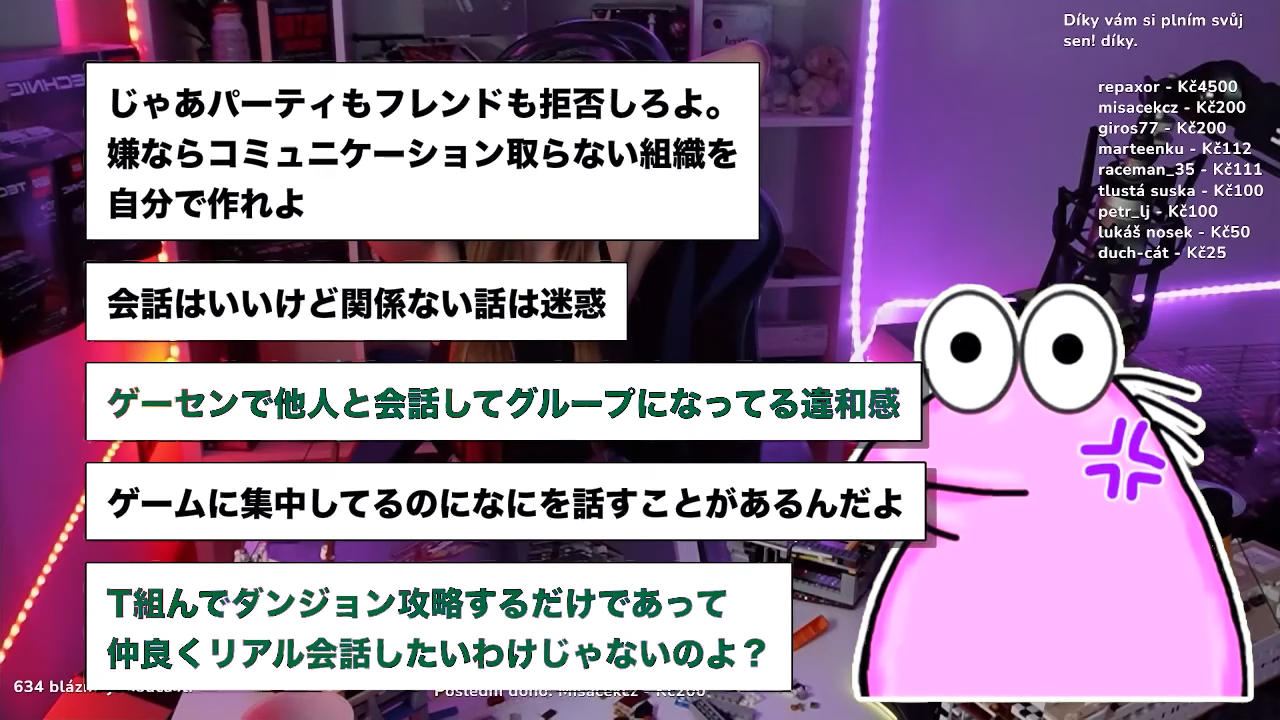 Díky vám si plním svůj
sen! díky.
repaxor - Kč4500
misacekcz - Kč200
giros77 - Kč200
marteenku - Kč112
raceman_35 - Kč111
tlustá suska - Kč100
petr_lj - Kč100
lukáš nosek - Kč50
duch-cát - Kč25
じゃあパーティもフレンドも拒否しろよ。
嫌ならコミュニケーション取らない組織を
自分で作れよ
会話はいいけど関係ない話は迷惑
ゲーセンで他人と会話してグループになってる違和感
ゲームに集中してるのになにを話すことがあるんだよ
T組んでダンジョン攻略するだけであって
仲良くリアル会話したいわけじゃないのよ？
634
Poslední dono: Misacekcz - Kč200